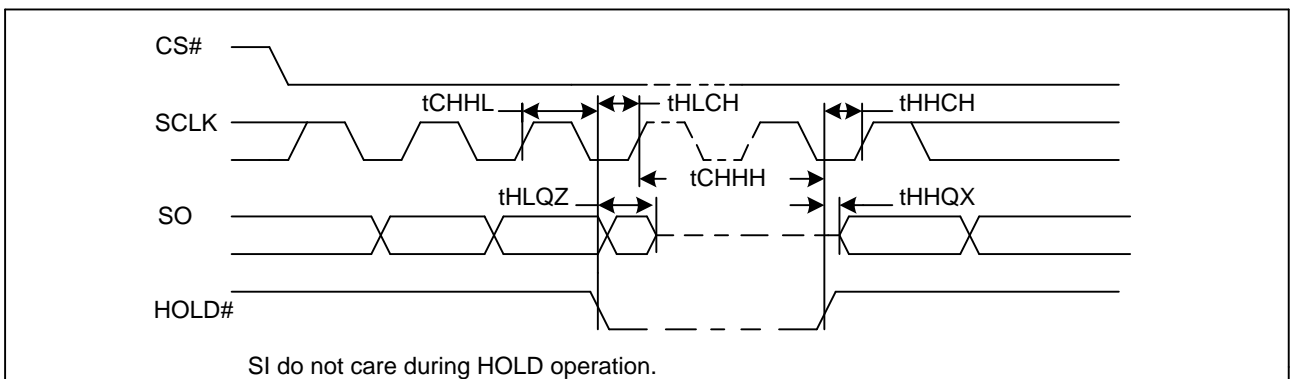 CS#
tCHHL
tHLCH
tHHCH
SCLK
tCHHH
tHLQZ
tHHQX
SO
HOLD#
SI do not care during HOLD operation.